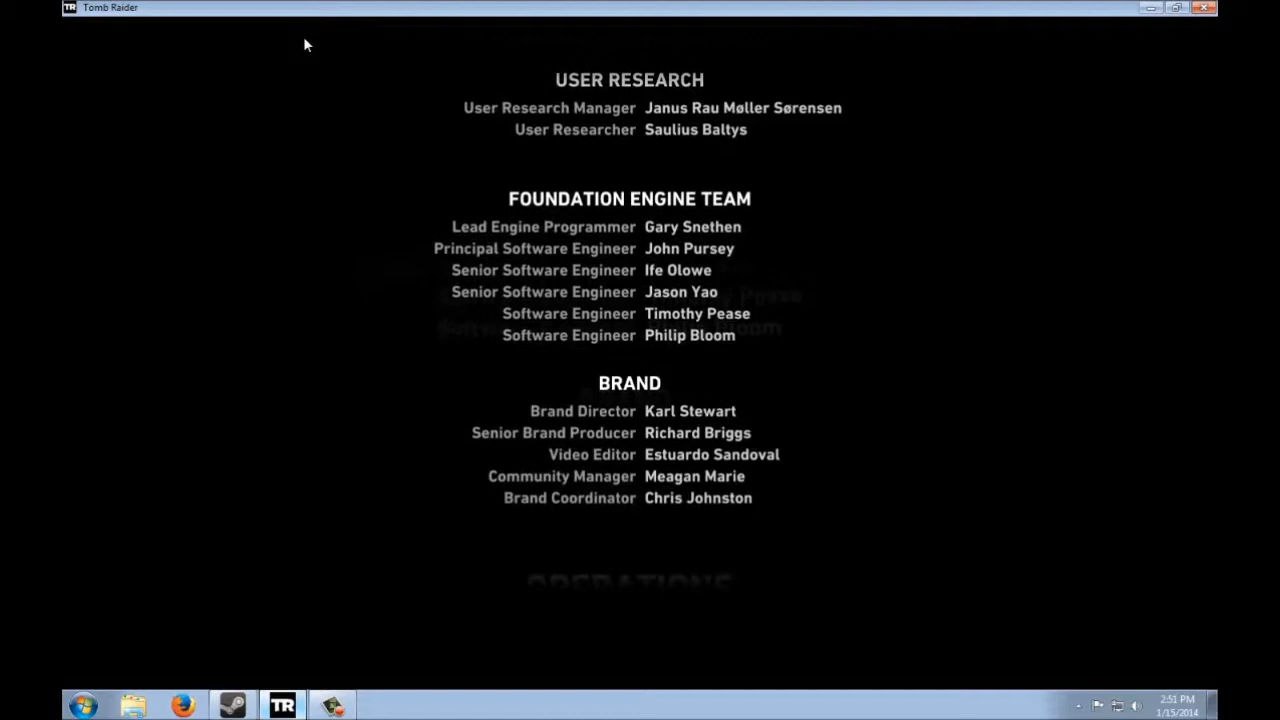 TR Tomb Raider
USER RESEARCH
User Research Manager Janus Rau Møller Sørensen
User Researcher Saulius Baltys
FOUNDATION ENGINE TEAM
Lead Engine Programmer Gary Snethen
Principal Software Engineer John Pursey
Senior Software Engineer Ife Olowe
Senior Software Engineer Jason Yao
Software Engineer Timothy Pease
Software Engineer Philip Bloom
BRAND
Brand Director Karl Stewart
Senior Brand Producer Richard Briggs
Video Editor Estuardo Sandoval
Community Manager Meagan Marie
Brand Coordinator Chris Johnston
OPERATIONS
TR
2:51 PM
1/15/2014